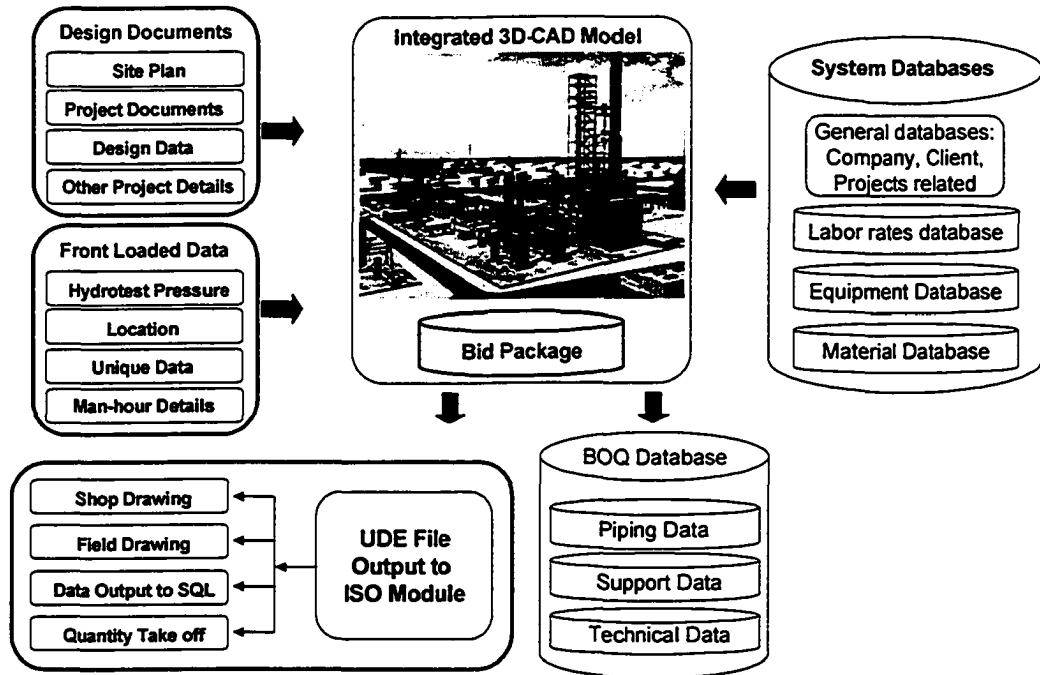 Design Documents
Site Plan
Project Documents
Design Data
Other Project Details
Front Loaded Data
Hydrotest Pressure
Location
Unique Data
Man-hour Details
Integrated 3D-CAD Model
Bid Package
System Databases
General databases:
Company, Client,
Projects related
Labor rates database
Equipment Database
Material Database
Shop Drawing
Field Drawing
Data Output to SQL
Quantity Take off
UDE File
Output to
ISO Module
BOQ Database
Piping Data
Support Data
Technical Data